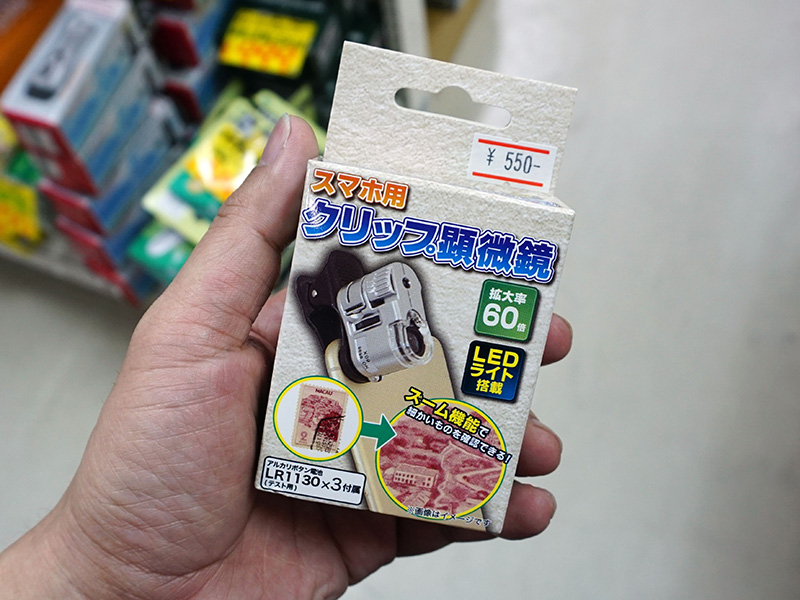 ¥ 550-
スマホ用
クリップ顕微鏡
拡大率
60倍
LED
ライト
搭載
MACAU
ズーム機能で
細かいものを確認できる!
アルカリボタン電池
LR1130×3付属
(テスト用)
※画像はイメージです